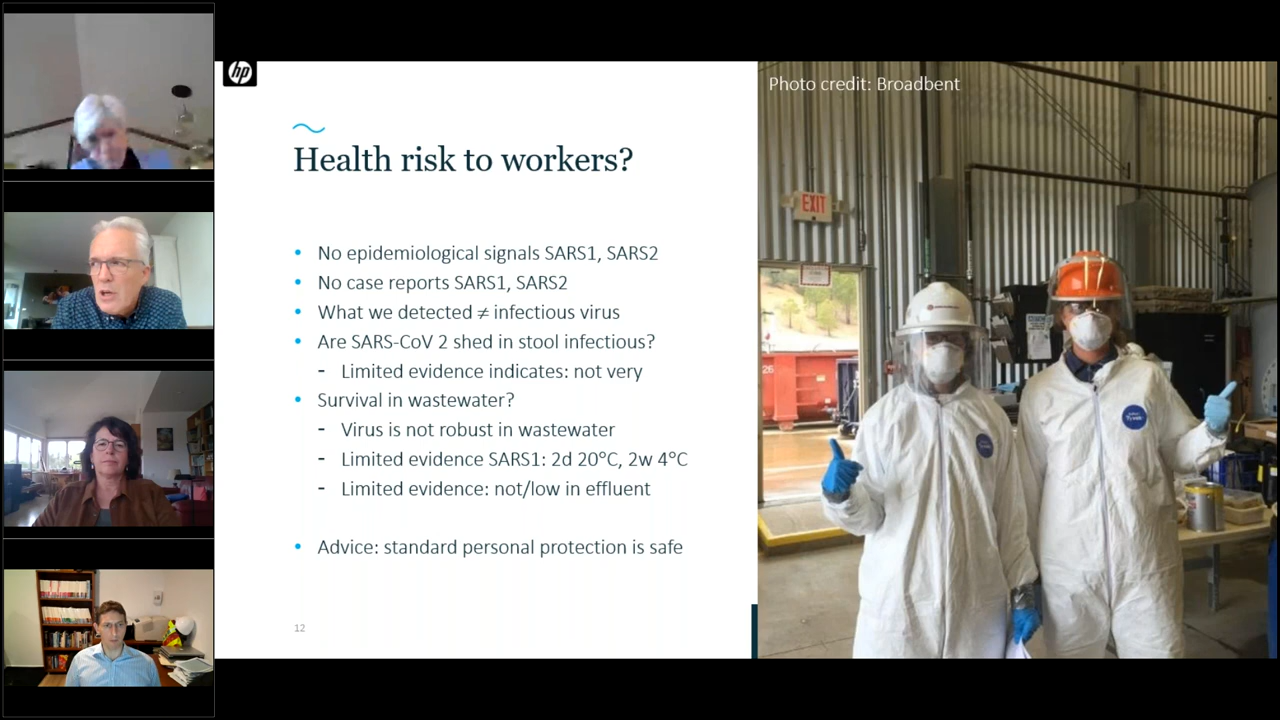 hp
Health risk to workers?
• No epidemiological signals SARS1, SARS2
• No case reports SARS1, SARS2
• What we detected ≠ infectious virus
• Are SARS-CoV 2 shed in stool infectious?
- Limited evidence indicates: not very
• Survival in wastewater?
- Virus is not robust in wastewater
- Limited evidence SARS1: 2d 20°C, 2w 4°C
- Limited evidence: not/low in effluent
• Advice: standard personal protection is safe
12
Photo credit: Broadbent
EXIT
26
Tyvek